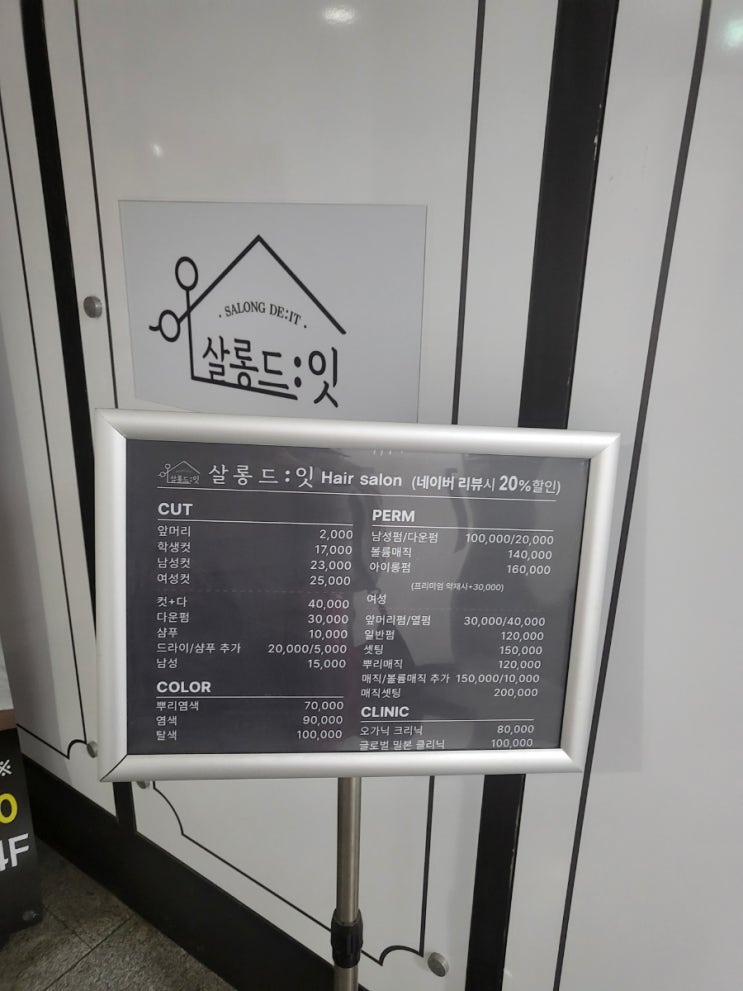 · SALONG DE:IT ·
살롱드:잇
살롱드:잇
살롱드:잇 Hair salon (네이버 리뷰시 20%할인)
CUT
앞머리 2,000
학생컷 17,000
남성컷 23,000
여성컷 25,000
컷+다 40,000
다운펌 30,000
샴푸 10,000
드라이/샴푸 추가 20,000/5,000
남성 15,000
COLOR
뿌리염색 70,000
염색 90,000
탈색 100,000
PERM
남성펌/다운펌 100,000/20,000
볼륨매직 140,000
아이롱펌 160,000
(프리미엄 약재시+30,000)
여성
앞머리펌/열펌 30,000/40,000
일반펌 120,000
셋팅 150,000
뿌리매직 120,000
매직/볼륨매직 추가 150,000/10,000
매직셋팅 200,000
CLINIC
오가닉 크리닉 80,000
글로벌 밀본 클리닉 100,000
※
0
4F